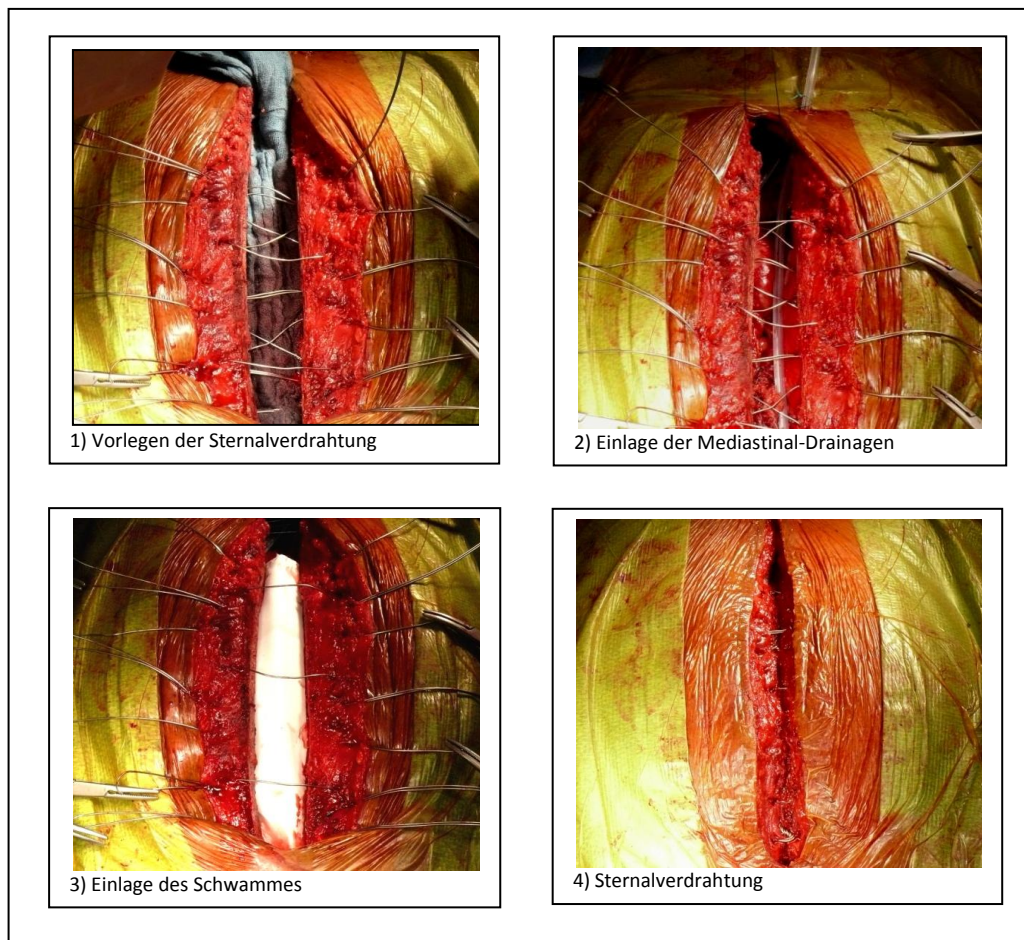 1) Vorlegen der Sternalverdrahtung
2) Einlage der Mediastinal-Drainagen
3) Einlage des Schwammes
4) Sternalverdrahtung